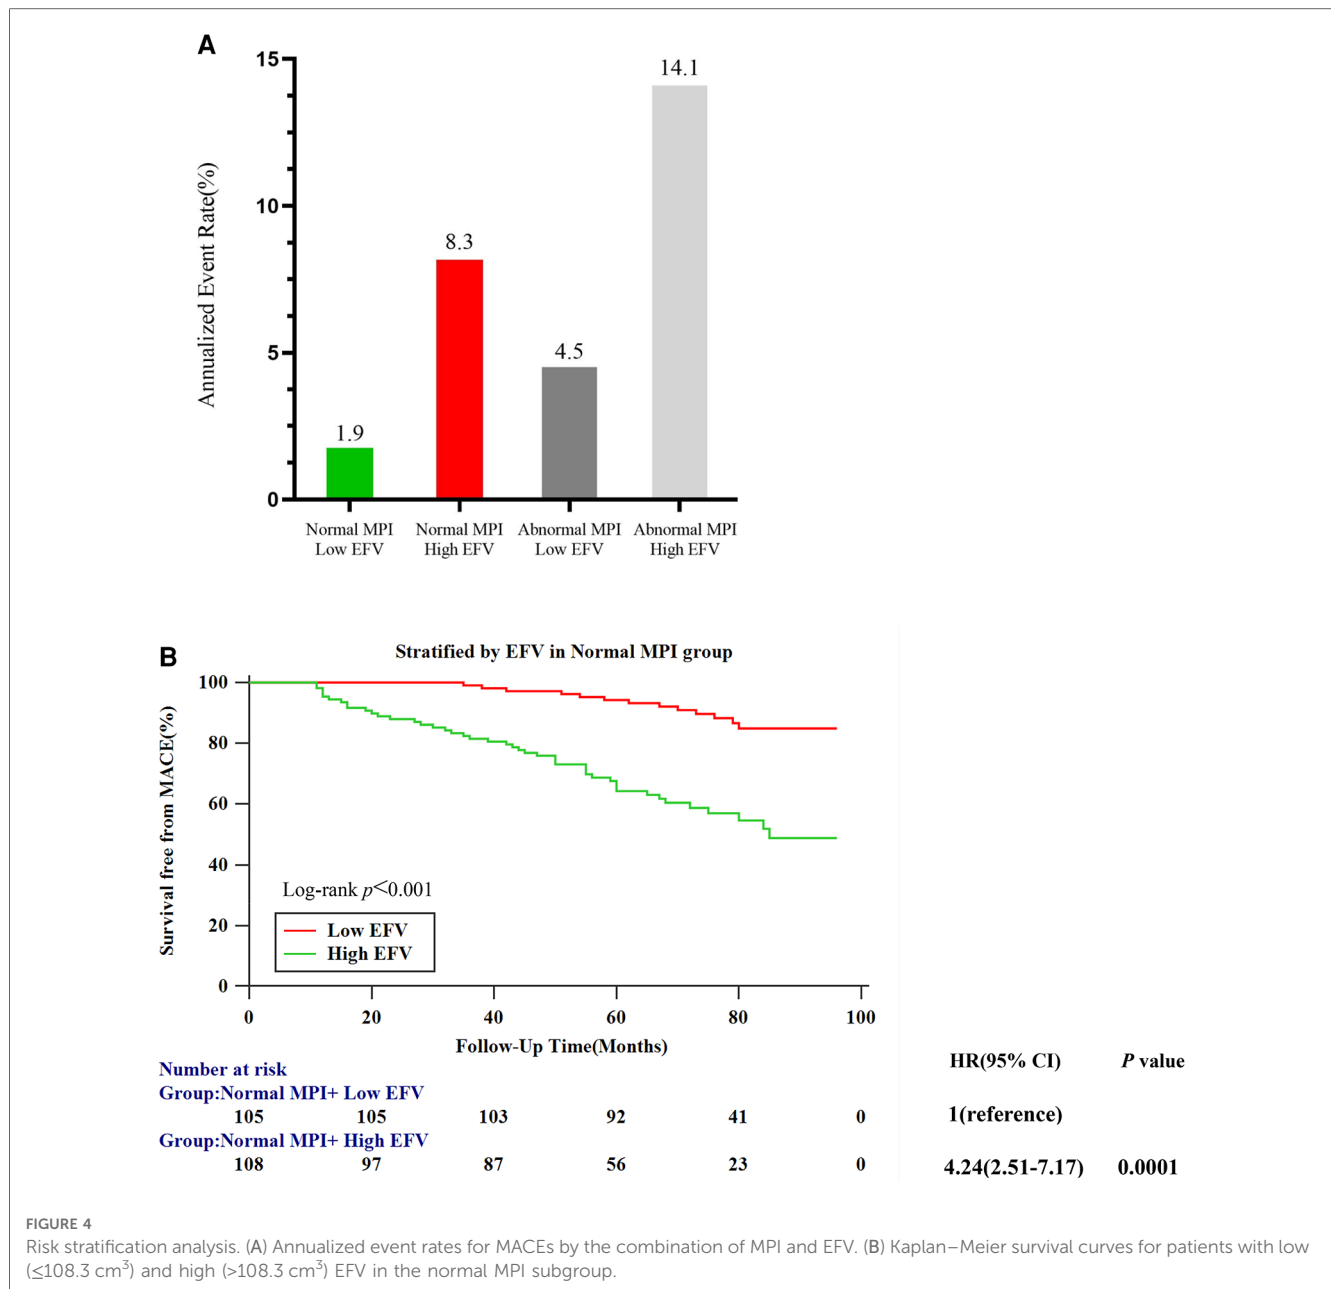 A
15
10
5
0
Annualized Event Rate(%)
1.9
8.3
4.5
14.1
Normal MPI Normal MPI Abnormal MPI Abnormal MPI
Low EFV High EFV Low EFV High EFV
B
Stratified by EFV in Normal MPI group
100
80
60
40
20
0
Survival free from MACE(%)
Log-rank p<0.001
Low EFV
High EFV
0 20 40 60 80 100
Follow-Up Time(Months)
Number at risk
Group:Normal MPI+ Low EFV
105 105 103 92 41 0
Group:Normal MPI+ High EFV
108 97 87 56 23 0
HR(95% CI) P value
1(reference)
4.24(2.51-7.17) 0.0001
FIGURE 4
Risk stratification analysis. (A) Annualized event rates for MACEs by the combination of MPI and EFV. (B) Kaplan–Meier survival curves for patients with low
(≤108.3 cm³) and high (>108.3 cm³) EFV in the normal MPI subgroup.